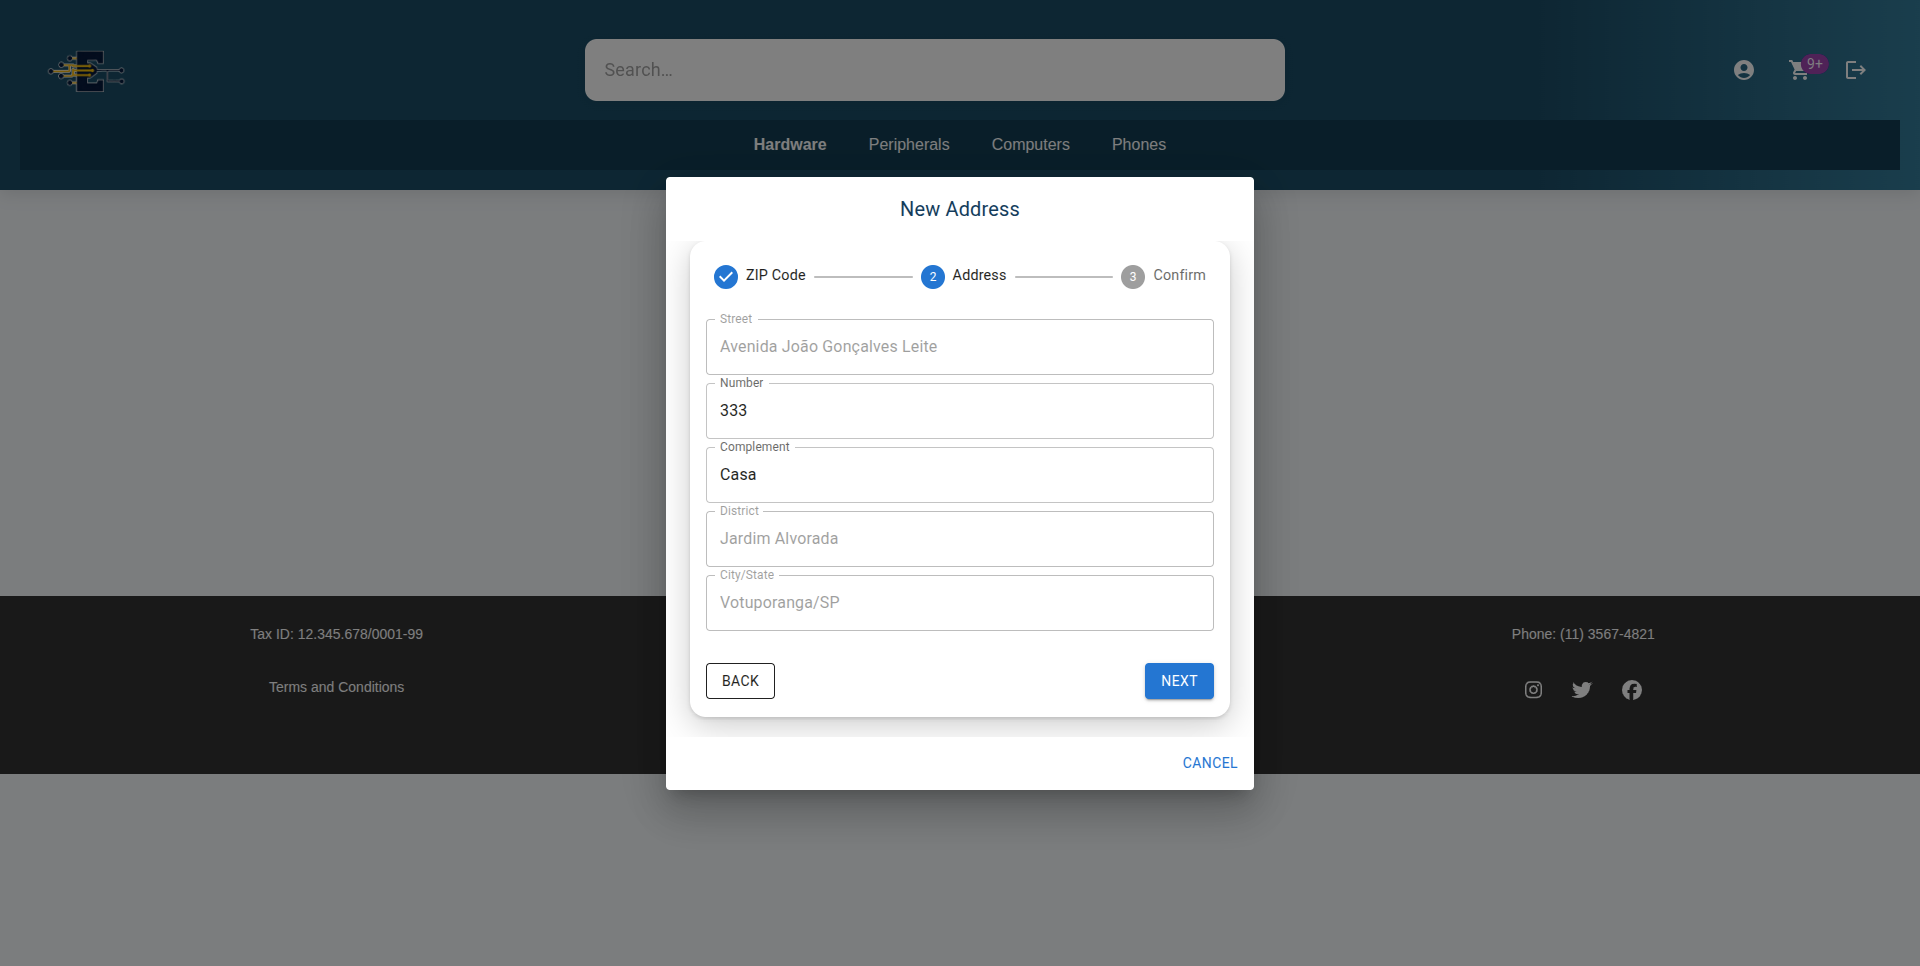 Search...
9+
Hardware
Peripherals
Computers
Phones
New Address
ZIP Code
2
Address
3
Confirm
Street
Avenida João Gonçalves Leite
Number
333
Complement
Casa
District
Jardim Alvorada
City/State
Votuporanga/SP
BACK
NEXT
CANCEL
Tax ID: 12.345.678/0001-99
Terms and Conditions
Phone: (11) 3567-4821